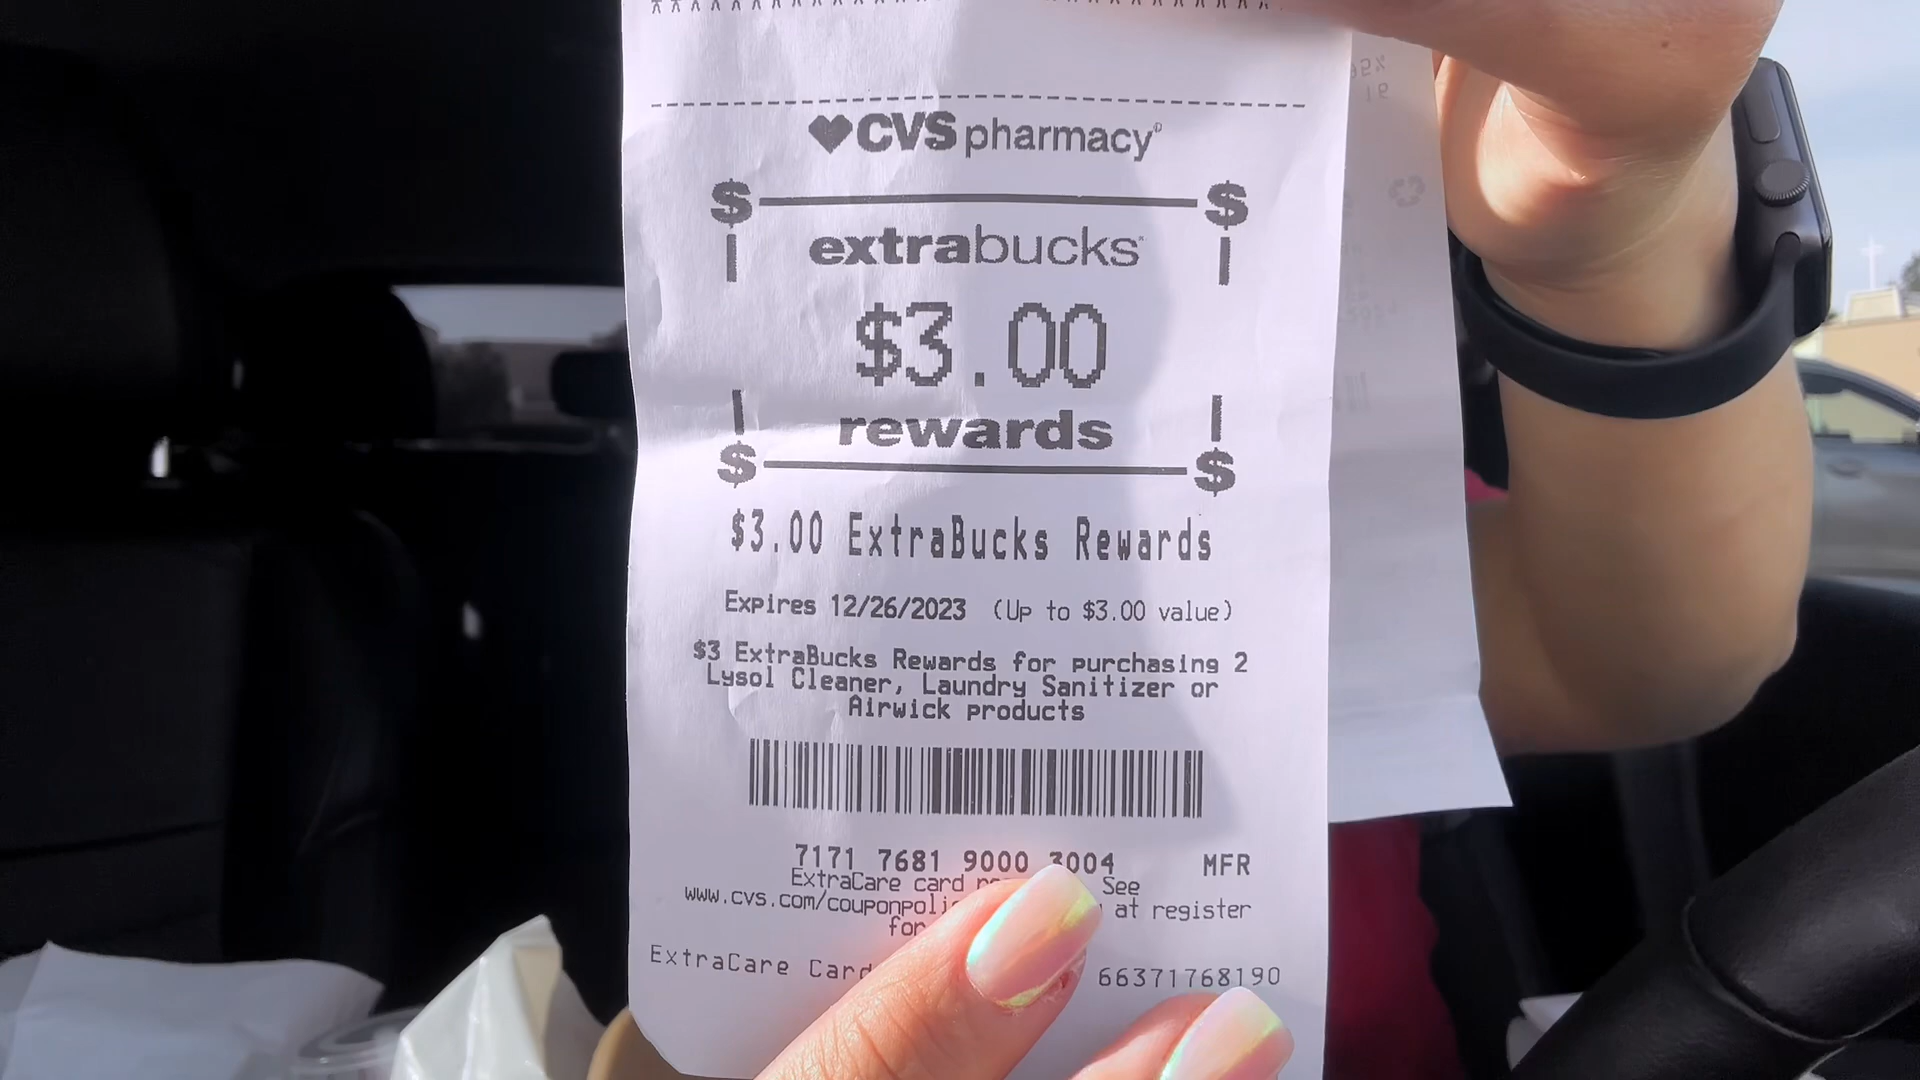 CVS pharmacy®
$ $
extrabucks®
$3.00
rewards
$ $
$3.00 ExtraBucks Rewards
Expires 12/26/2023 (Up to $3.00 value)
$3 ExtraBucks Rewards for purchasing 2
Lysol Cleaner, Laundry Sanitizer or
Airwick products
7171 7681 9000 3004 MFR
ExtraCare card See
www.cvs.com/couponpoli at register
for
ExtraCare Card 66371768190